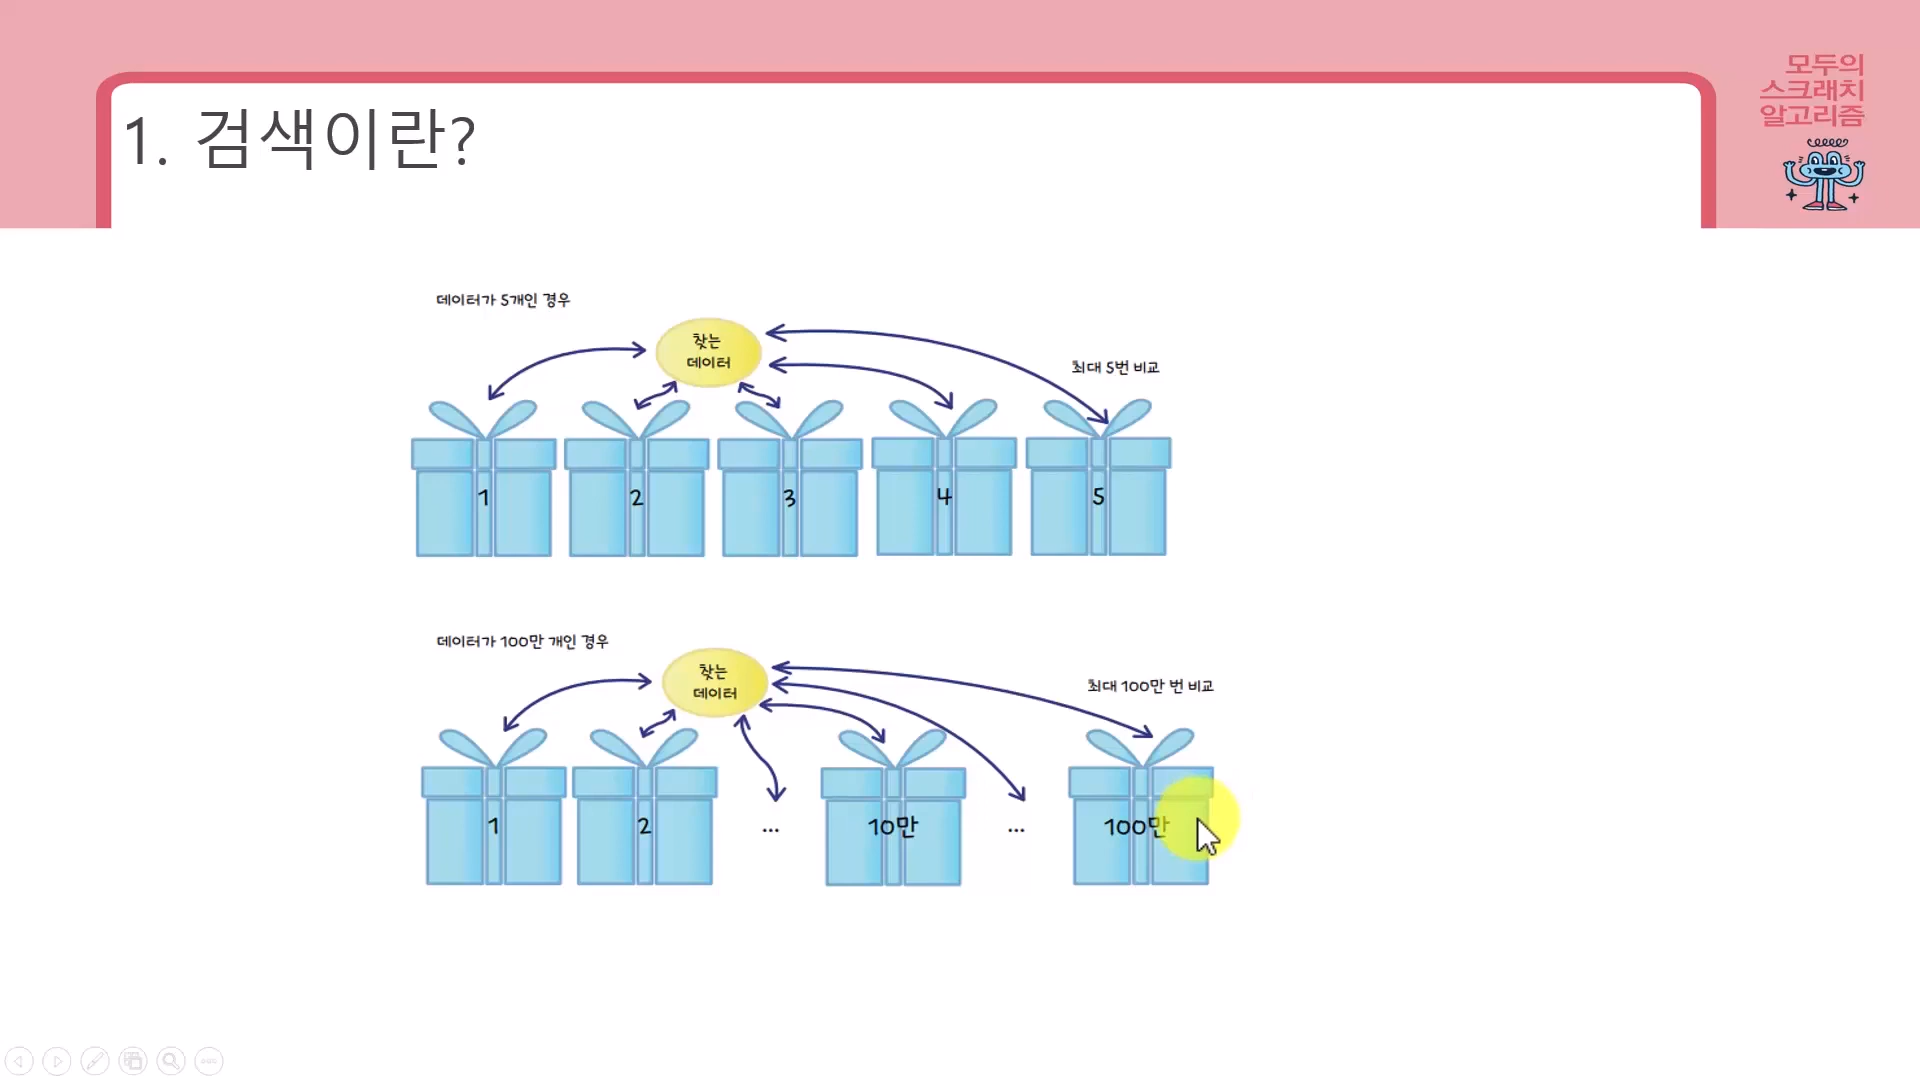 모두의
스크래치
알고리즘
1. 검색이란?
데이터가 5개인 경우
찾는
데이터
최대 5번 비교
1
2
3
4
5
데이터가 100만 개인 경우
찾는
데이터
최대 100만 번 비교
1
2
...
10만
...
100만